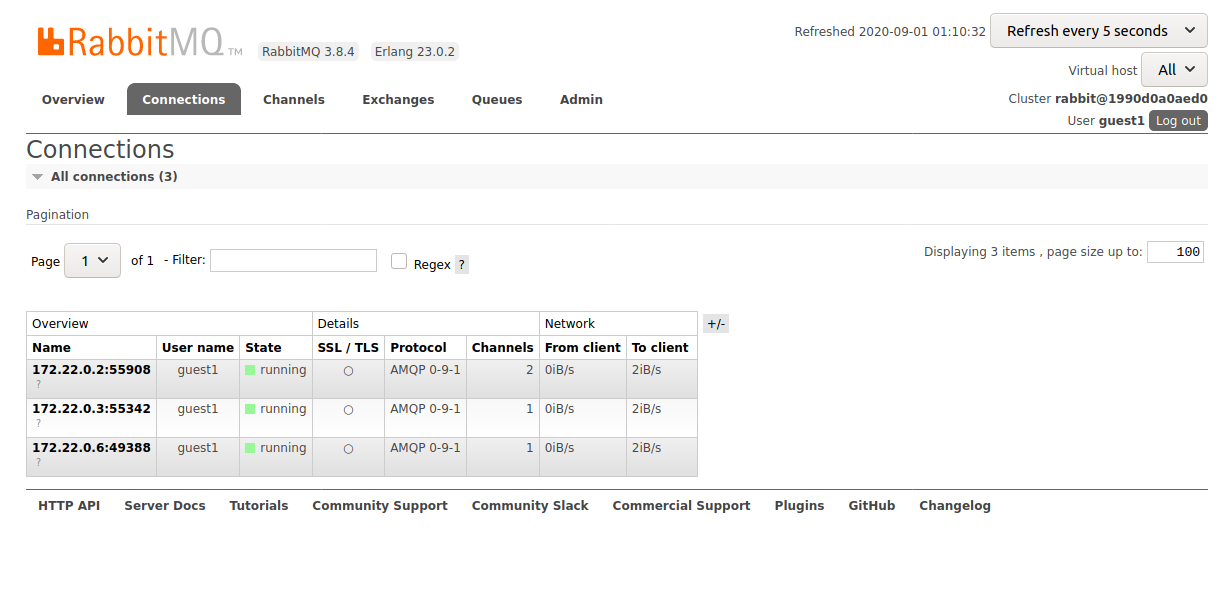 RabbitMQ TM RabbitMQ 3.8.4 Erlang 23.0.2
Refreshed 2020-09-01 01:10:32 Refresh every 5 seconds
Virtual host All
Cluster rabbit@1990d0a0aed0
User guest1 Log out
Overview Connections Channels Exchanges Queues Admin
Connections
All connections (3)
Pagination
Page 1 of 1 - Filter: Regex ? Displaying 3 items , page size up to: 100
Overview Details Network +/-
Name User name State SSL / TLS Protocol Channels From client To client
172.22.0.2:55908 guest1 running ○ AMQP 0-9-1 2 0iB/s 2iB/s
?
172.22.0.3:55342 guest1 running ○ AMQP 0-9-1 1 0iB/s 2iB/s
?
172.22.0.6:49388 guest1 running ○ AMQP 0-9-1 1 0iB/s 2iB/s
?
HTTP API Server Docs Tutorials Community Support Community Slack Commercial Support Plugins GitHub Changelog